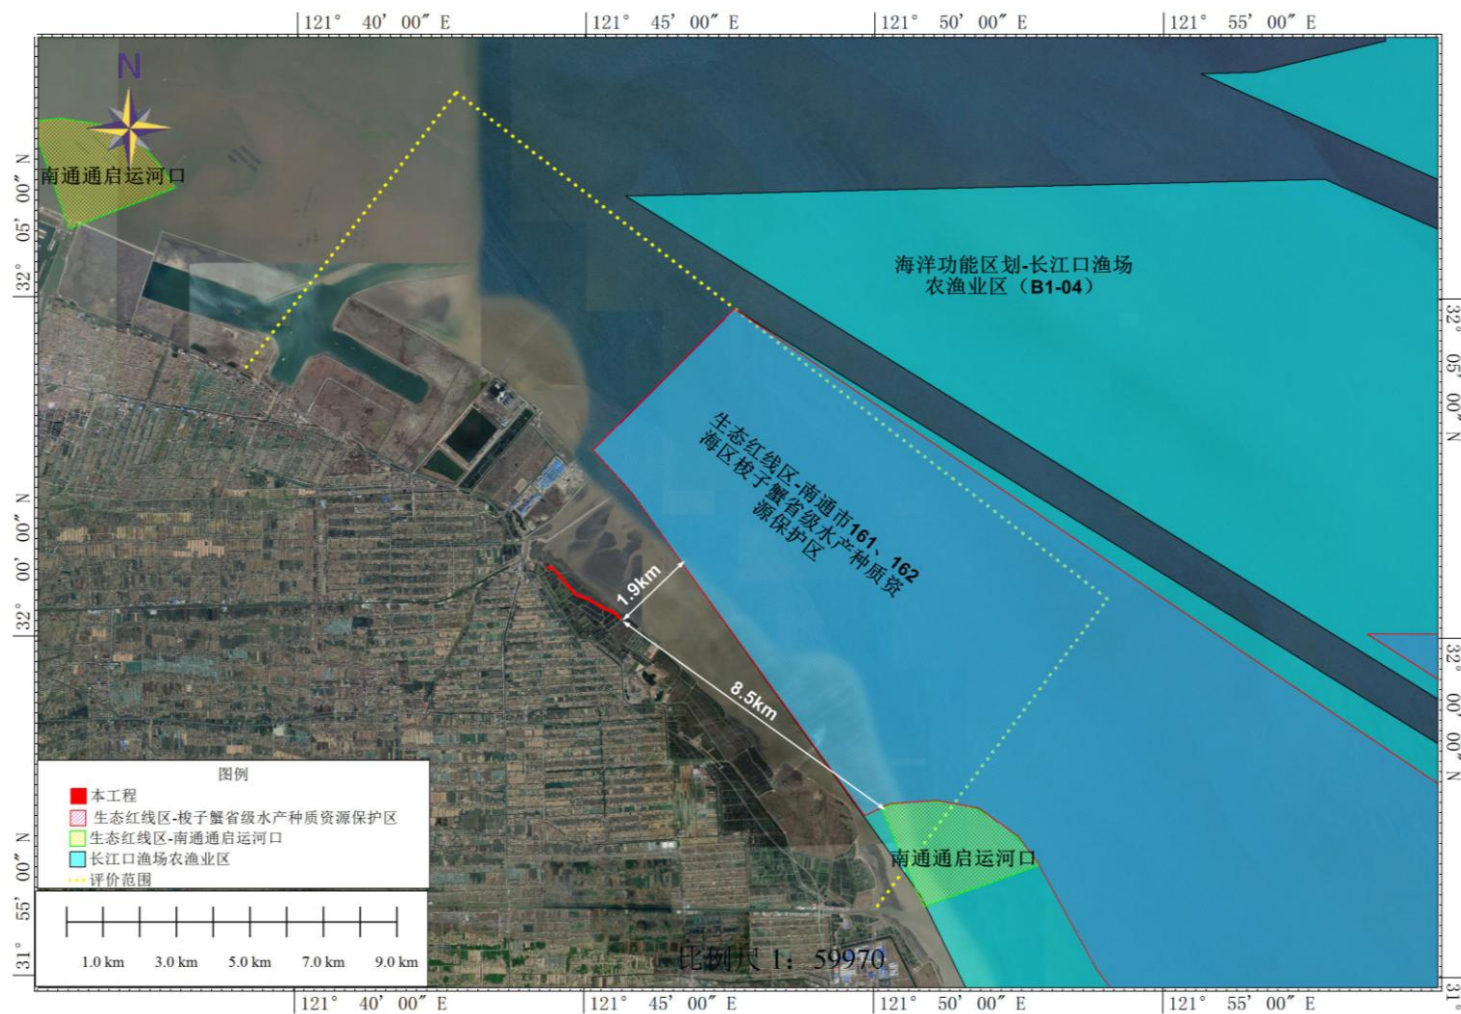 121° 40′ 00″ E
121° 45′ 00″ E
121° 50′ 00″ E
121° 55′ 00″ E
N
南通通启运河口
海洋功能区划-长江口渔场
农渔业区（B1-04）
生态红线区-南通市161、162
海区梭子蟹省级水产种质资
源保护区
1.9km
8.5km
南通通启运河口
32° 05′ 00″ N
32° 00′ 00″ N
31° 55′ 00″ N
32° 05′ 00″ N
32° 00′ 00″ N
31°
图例
本工程
生态红线区-梭子蟹省级水产种质资源保护区
生态红线区-南通通启运河口
长江口渔场农渔业区
评价范围
1.0 km 3.0 km 5.0 km 7.0 km 9.0 km
比例尺 1：59970
121° 40′ 00″ E
121° 45′ 00″ E
121° 50′ 00″ E
121° 55′ 00″ E